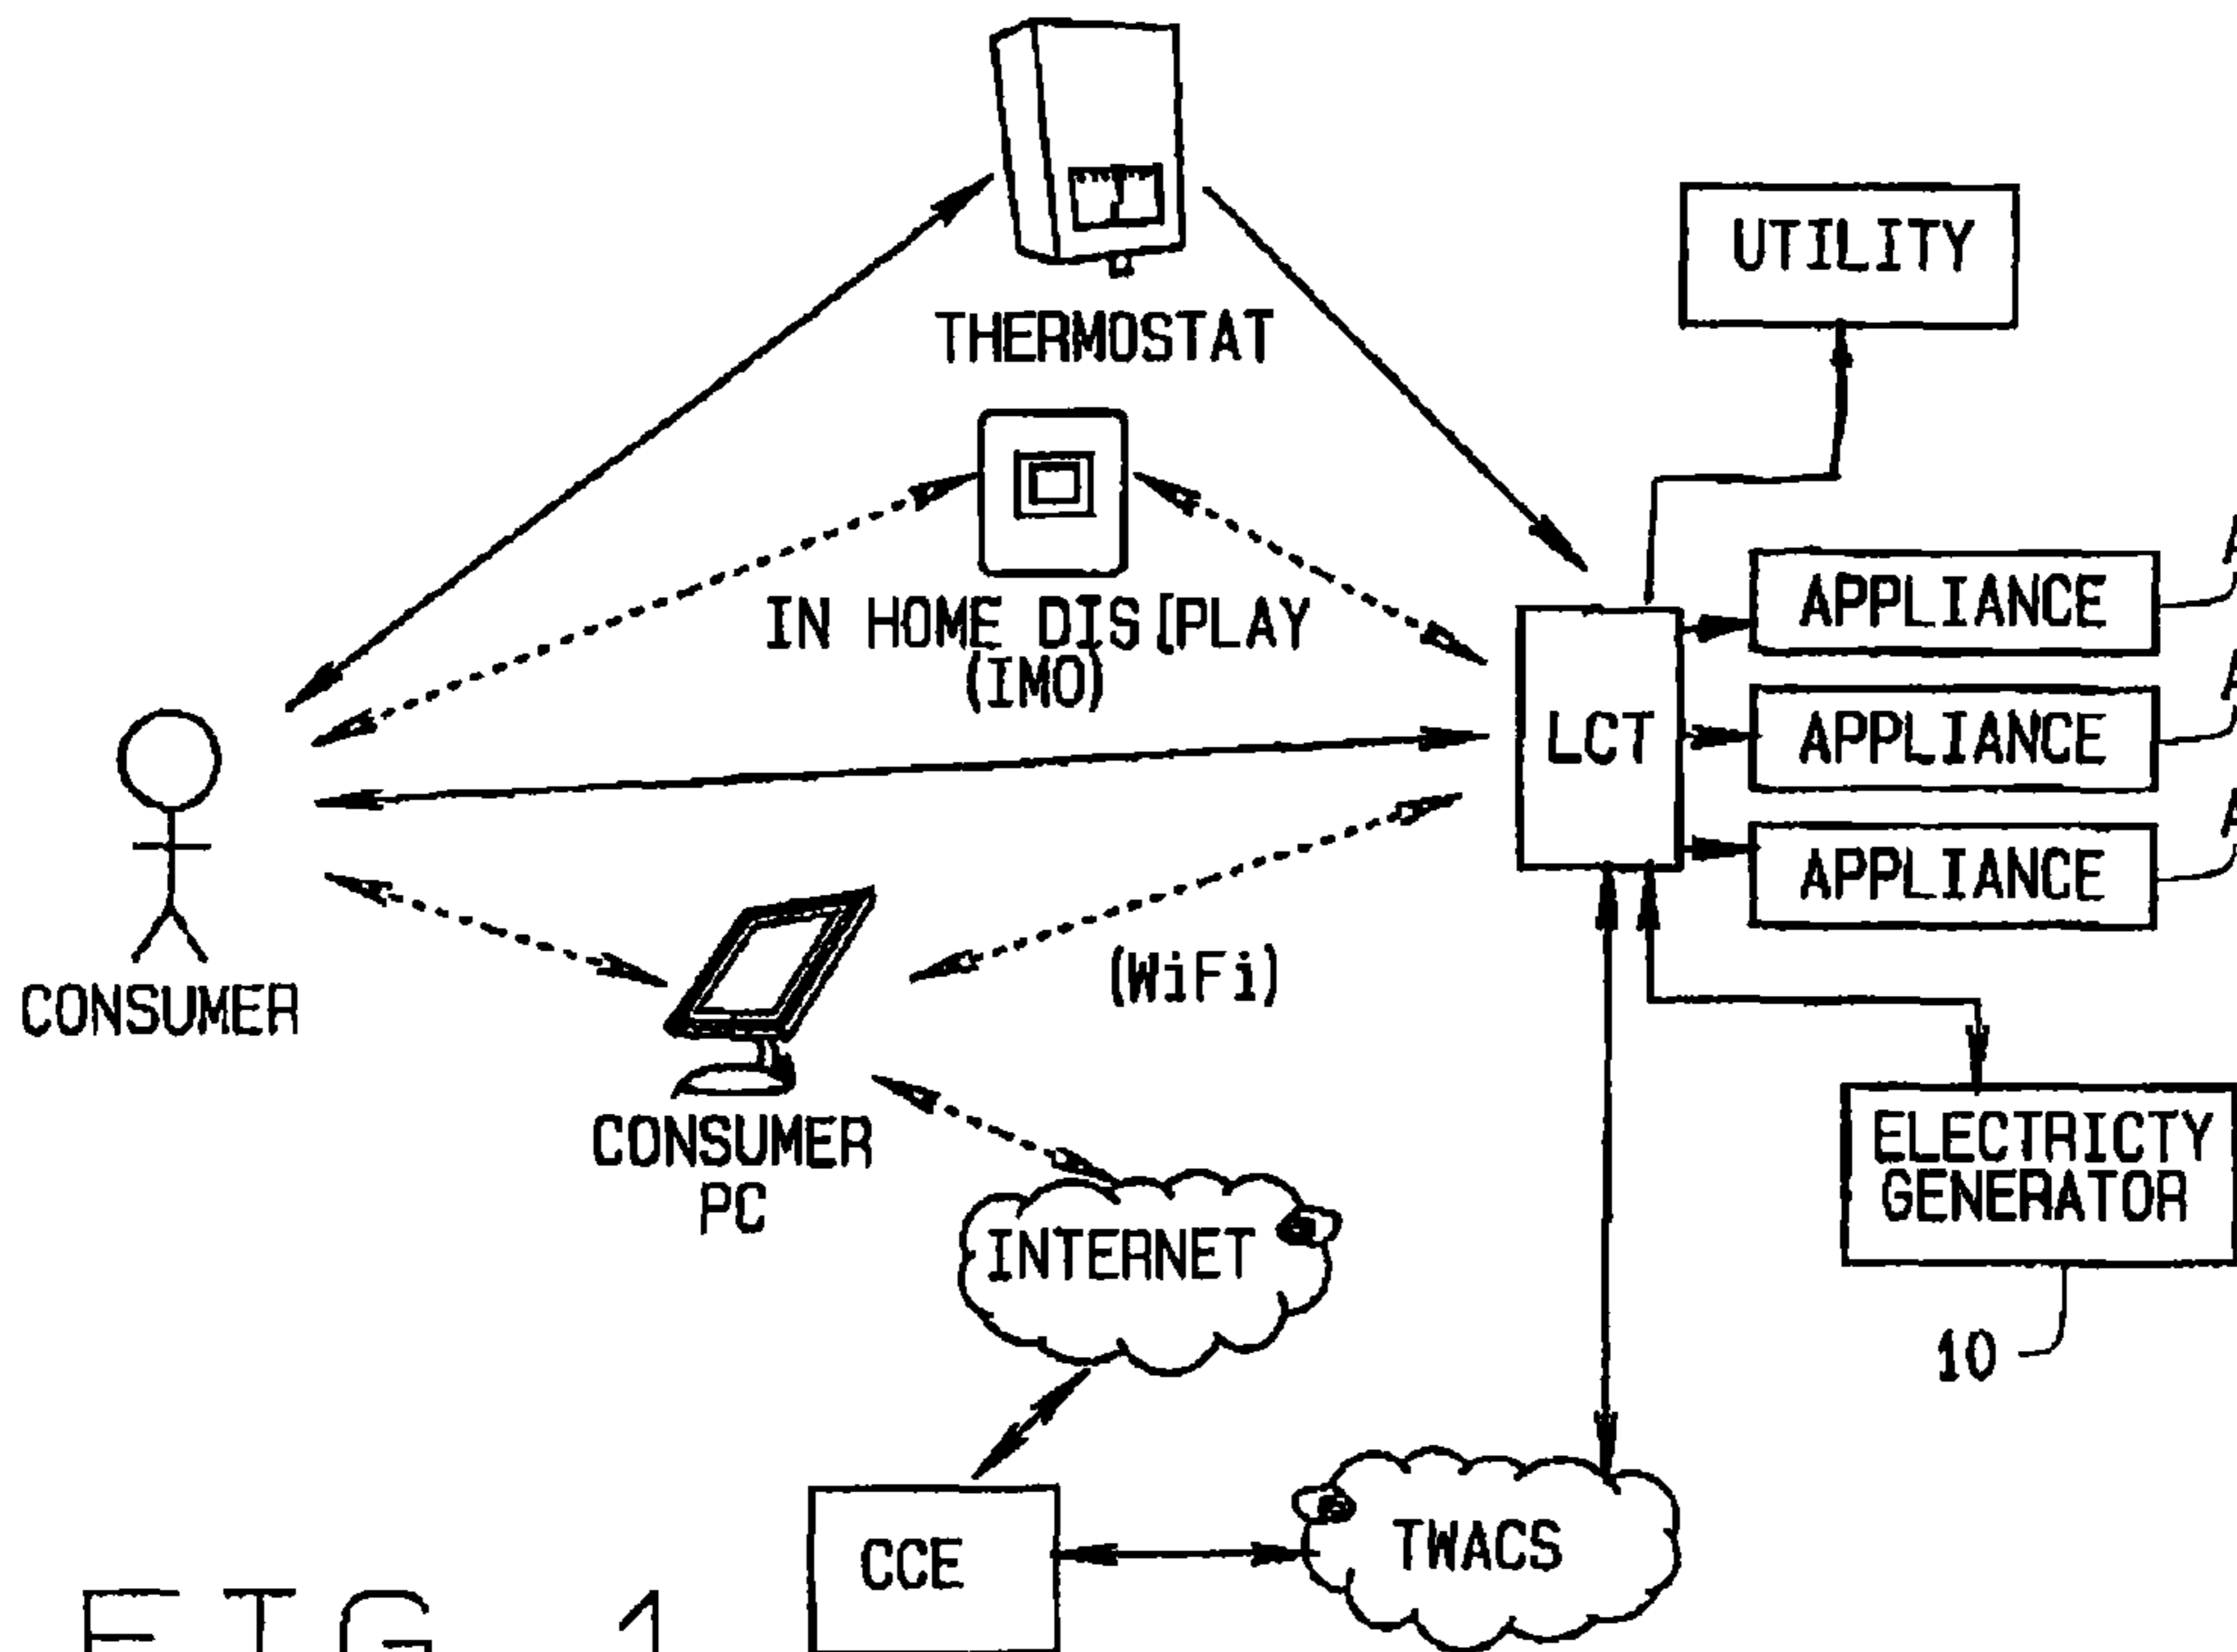 THERMOSTAT
UTILITY
IN HOME DIS[PLAY
(IMO)
APPLIANCE
APPLIANCE
APPLIANCE
LCT
CONSUMER
(WiFi)
CONSUMER
PC
ELECTRICTY
GENERATOR
INTERNET
10
CCE
TWACS
FIG 1